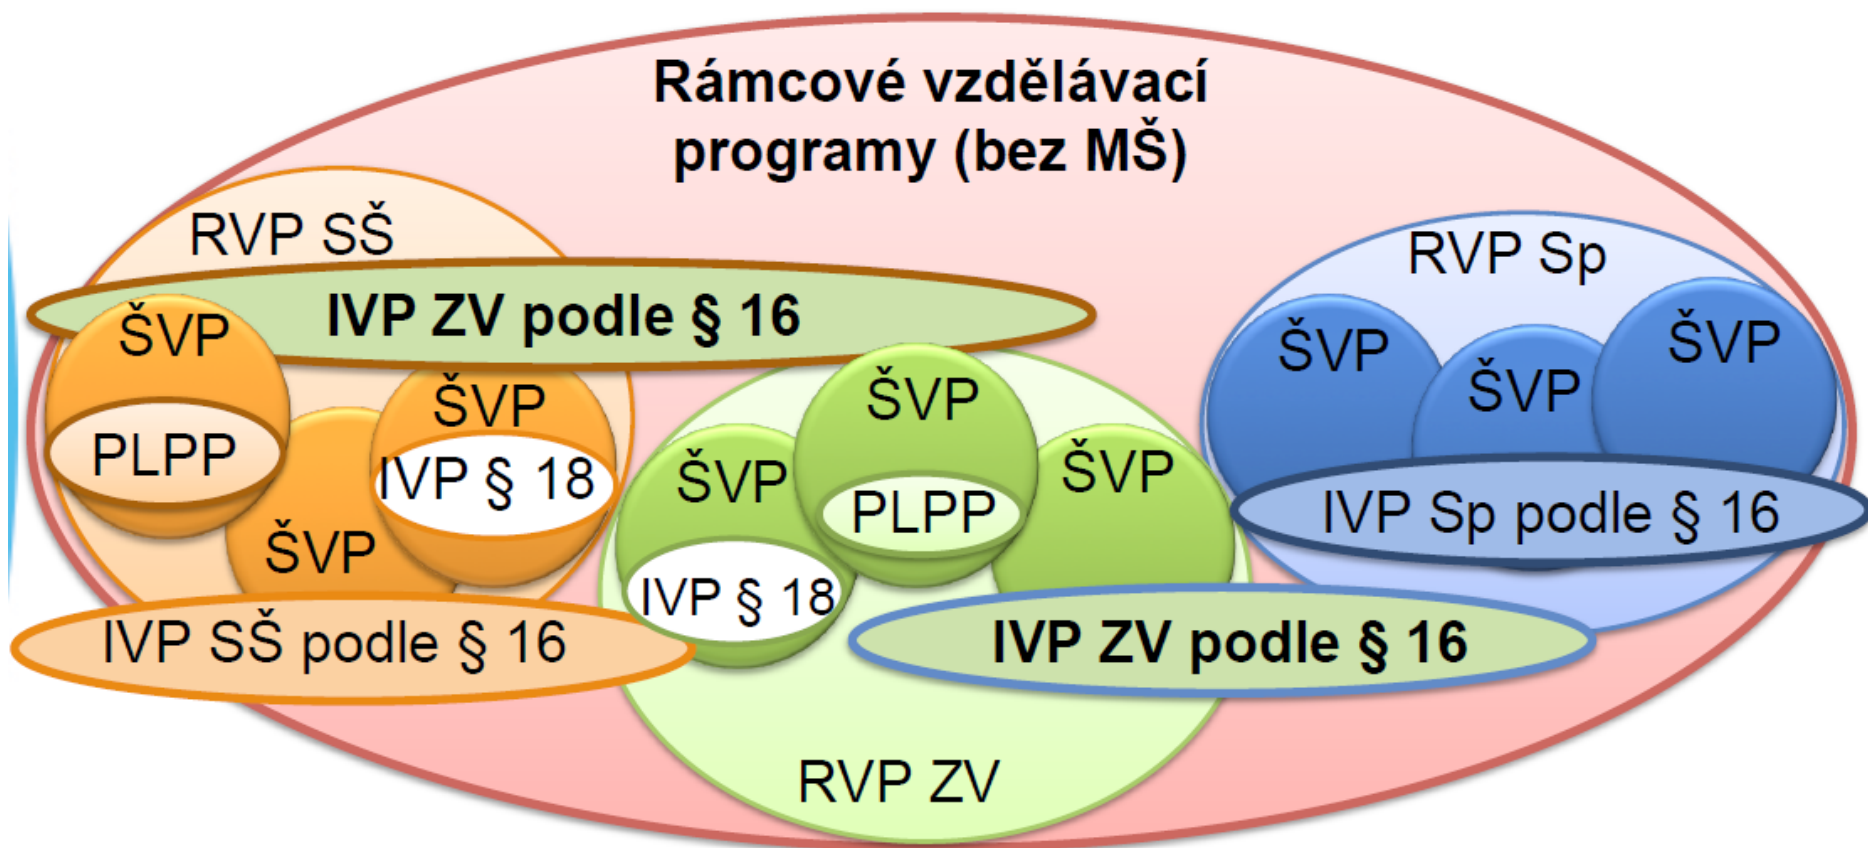 Rámcové vzdělávací
programy (bez MŠ)
RVP SŠ
RVP Sp
IVP ZV podle § 16
ŠVP
ŠVP
ŠVP
ŠVP
ŠVP
ŠVP
PLPP
IVP § 18
ŠVP
ŠVP
ŠVP
PLPP
IVP Sp podle § 16
IVP § 18
IVP SŠ podle § 16
IVP ZV podle § 16
RVP ZV